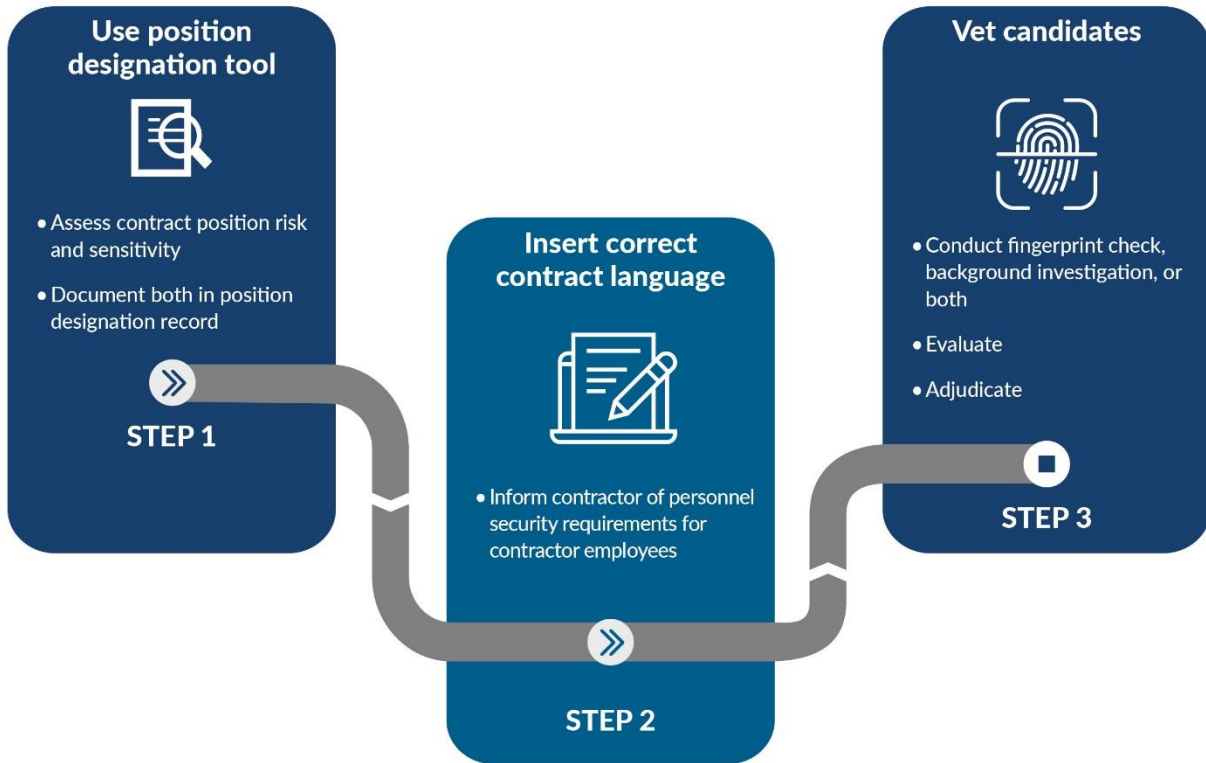 Use position
designation tool
• Assess contract position risk
and sensitivity
• Document both in position
designation record
STEP 1
Insert correct
contract language
• Inform contractor of personnel
security requirements for
contractor employees
STEP 2
Vet candidates
• Conduct fingerprint check,
background investigation, or
both
• Evaluate
• Adjudicate
STEP 3